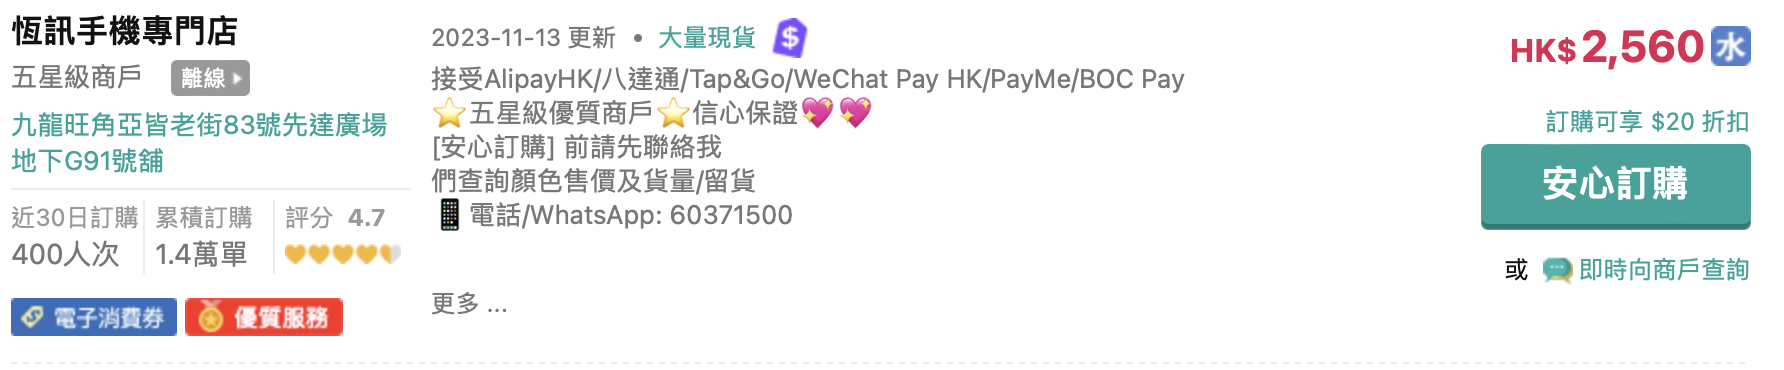 恆訊手機專門店
五星級商戶 離線
九龍旺角亞皆老街83號先達廣場
地下G91號舖
近30日訂購 累積訂購 評分 4.7
400人次 1.4萬單
電子消費券 優質服務
2023-11-13 更新 • 大量現貨 $
接受AlipayHK/八達通/Tap&Go/WeChat Pay HK/PayMe/BOC Pay
⭐五星級優質商戶⭐信心保證💖💖
[安心訂購] 前請先聯絡我
們查詢顏色售價及貨量/留貨
📱電話/WhatsApp: 60371500
更多 ...
HK$ 2,560 水
訂購可享 $20 折扣
安心訂購
或 即時向商戶查詢